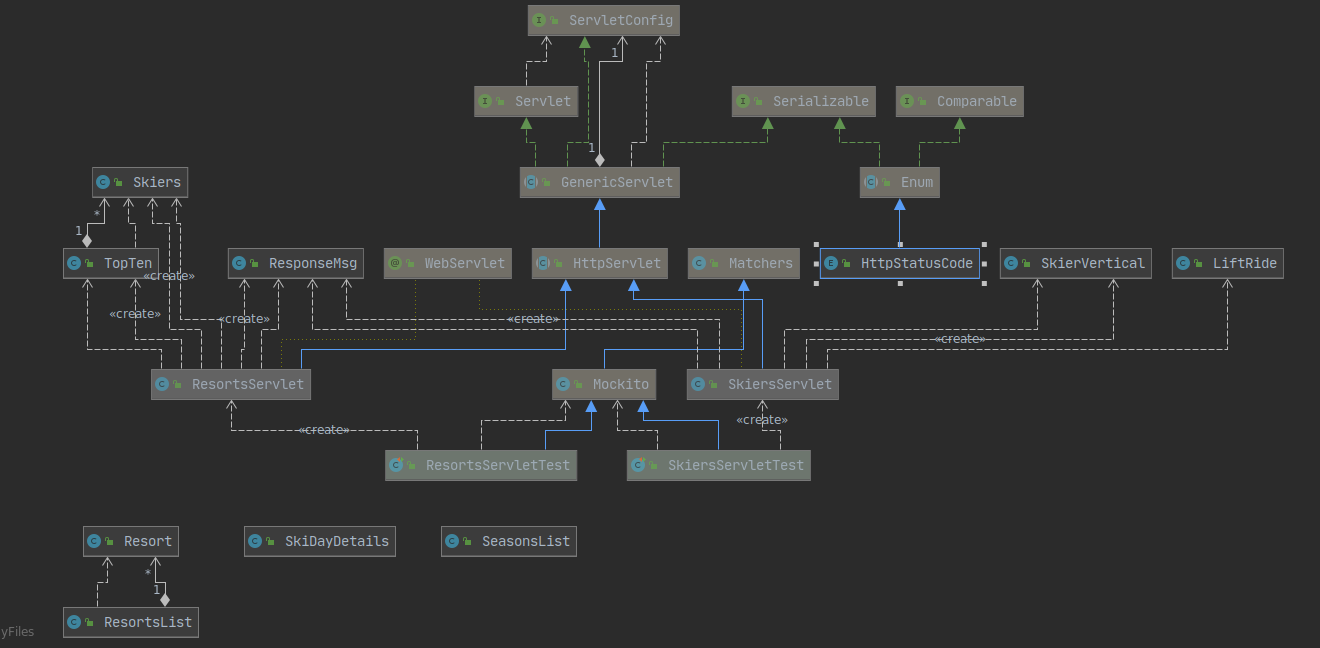 ServletConfig
1
Servlet
Serializable
Comparable
1
Skiers
GenericServlet
Enum
*
1
TopTen
ResponseMsg
WebServlet
HttpServlet
Matchers
HttpStatusCode
SkierVertical
LiftRide
«create»
«create»
«create»
«create»
«create»
ResortsServlet
Mockito
SkiersServlet
«create»
«create»
ResortsServletTest
SkiersServletTest
Resort
SkiDayDetails
SeasonsList
*
1
ResortsList
yFiles